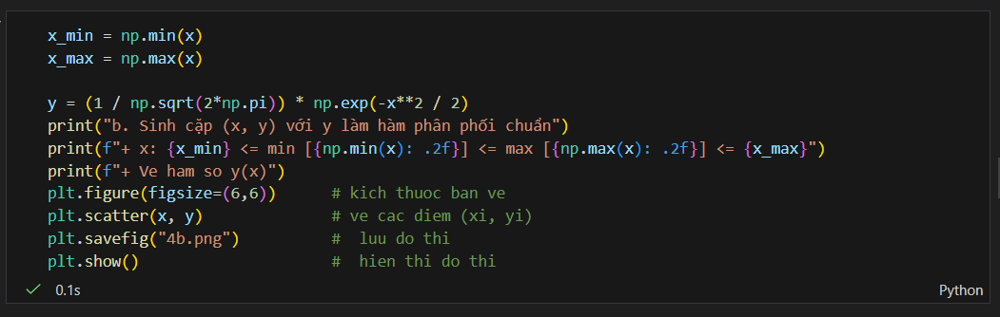 x_min = np.min(x)
x_max = np.max(x)
y = (1 / np.sqrt(2*np.pi)) * np.exp(-x**2 / 2)
print("b. Sinh cặp (x, y) với y làm hàm phân phối chuẩn")
print(f"+ x: {x_min} <= min [{np.min(x): .2f}] <= max [{np.max(x): .2f}] <= {x_max}")
print(f"+ Ve ham so y(x)")
plt.figure(figsize=(6,6))      # kich thuoc ban ve
plt.scatter(x, y)              # ve cac diem (xi, yi)
plt.savefig("4b.png")          #  luu do thi
plt.show()                     #  hien thi do thi
0.1s
Python